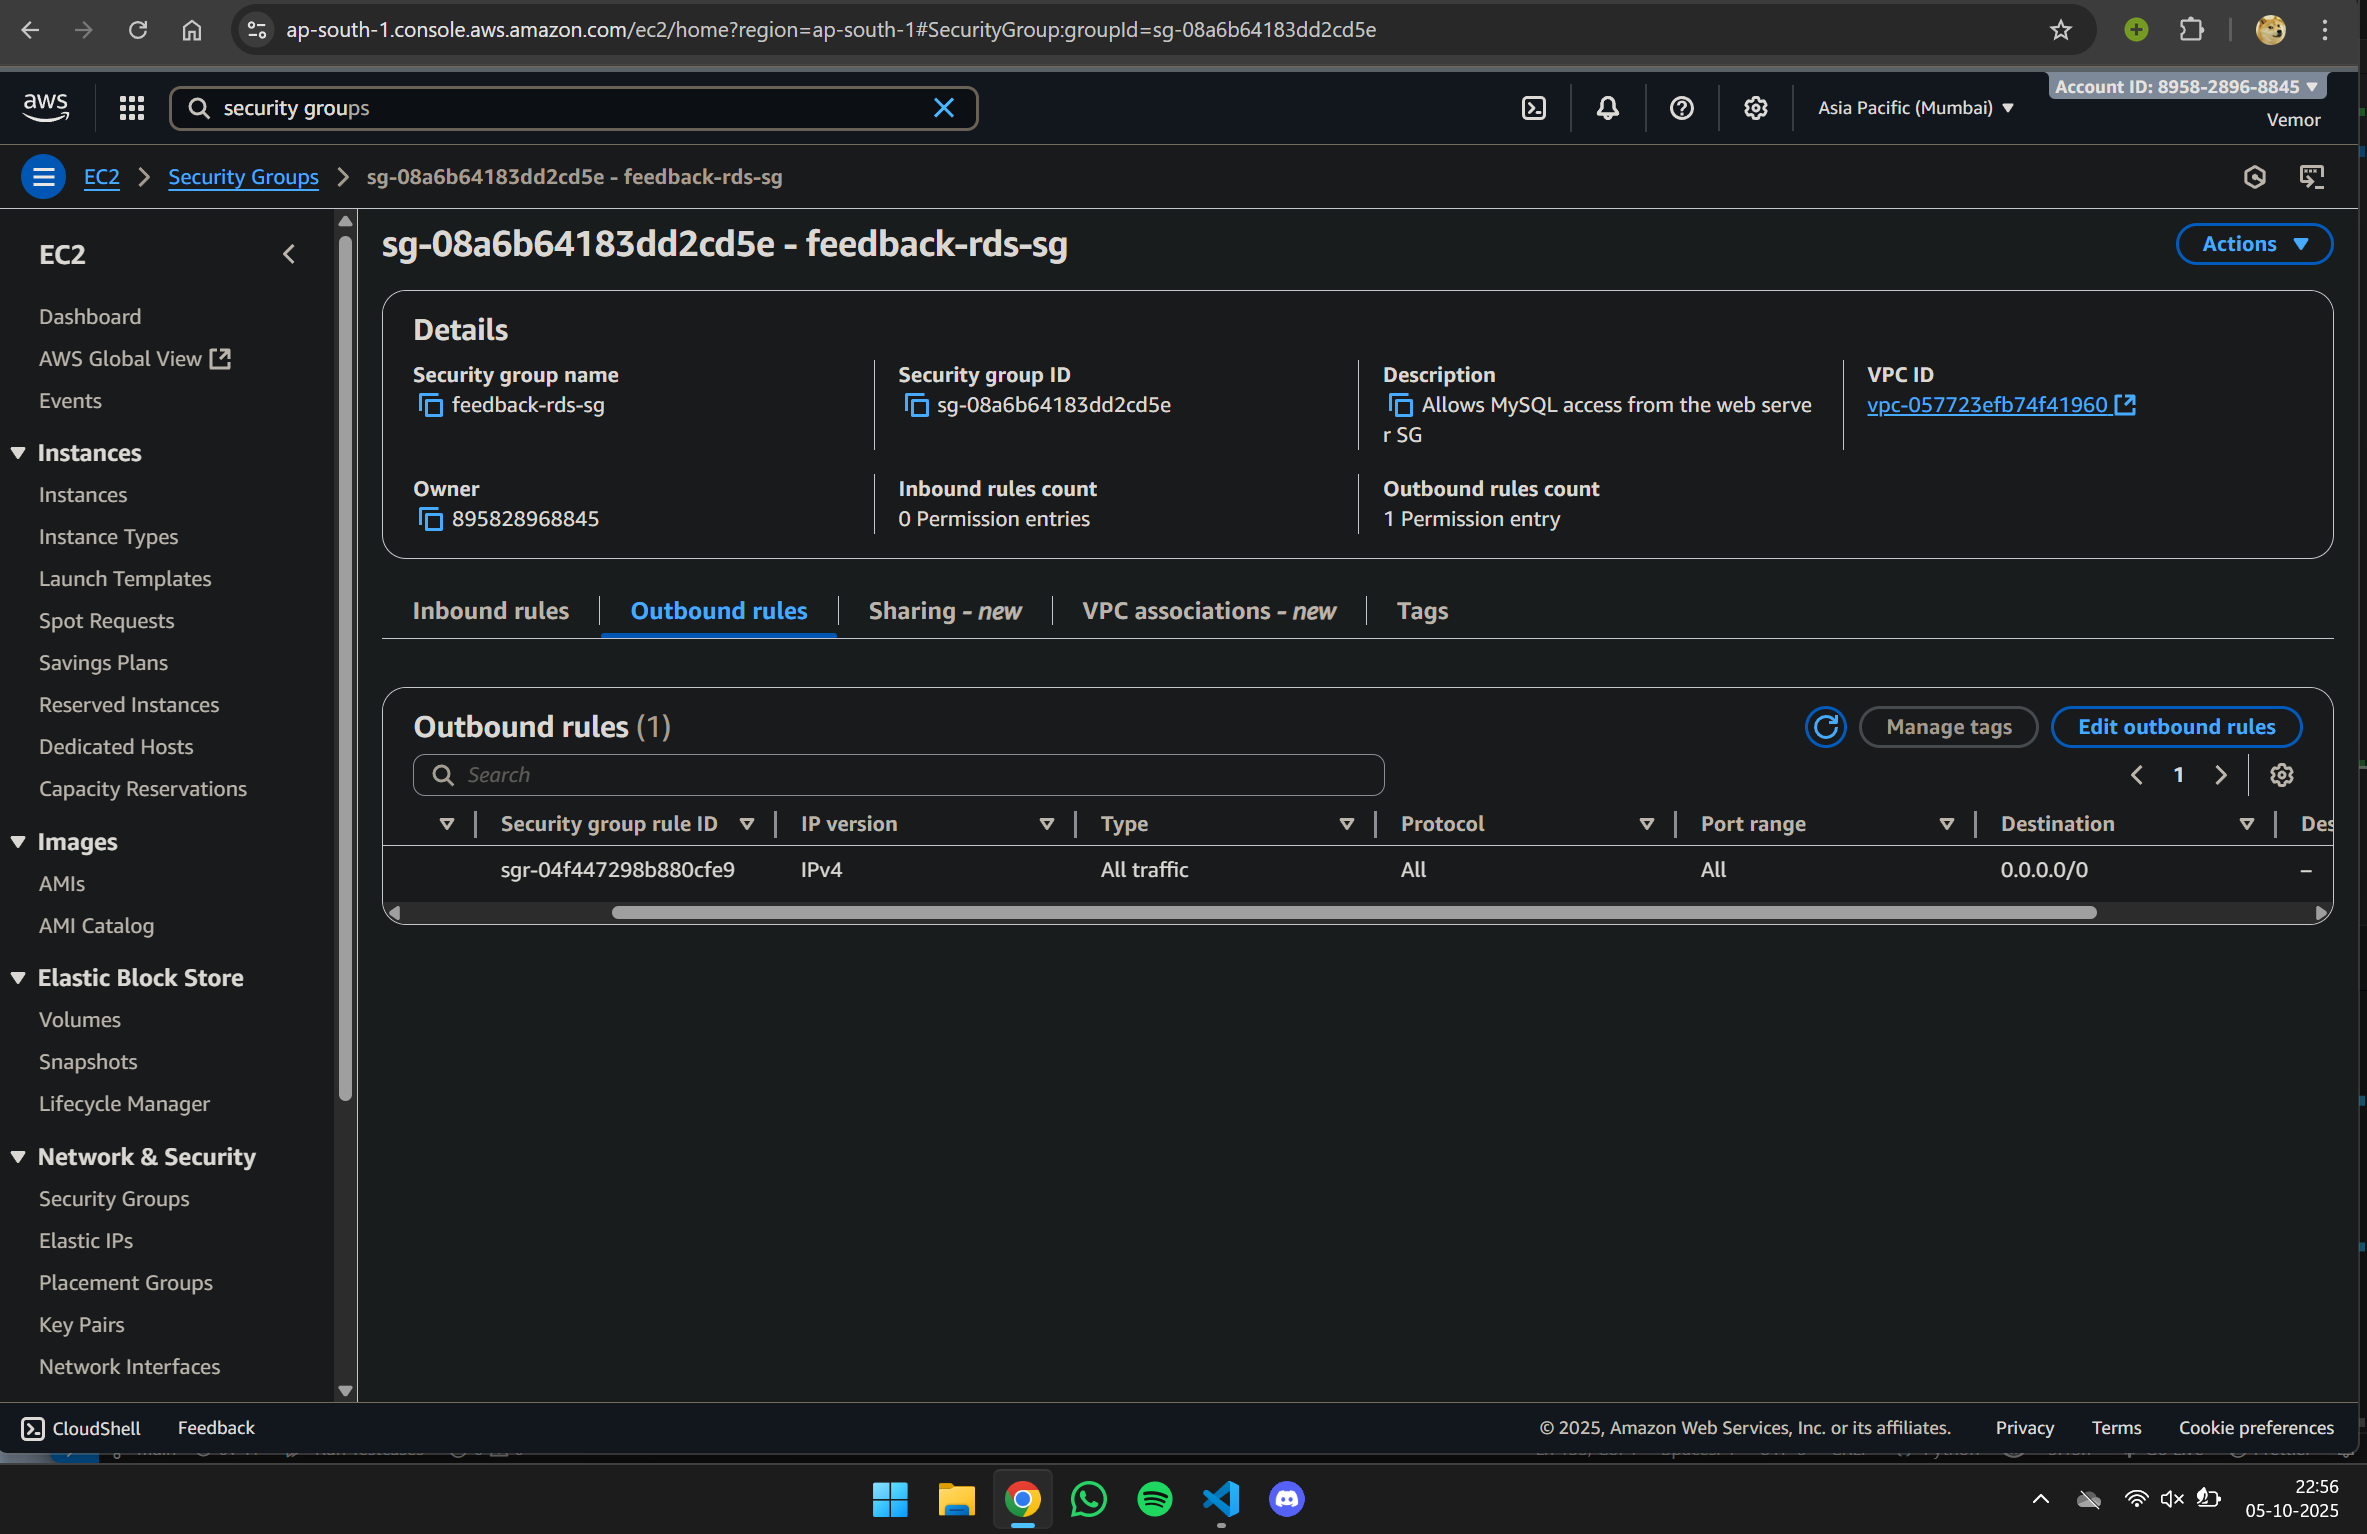 ap-south-1.console.aws.amazon.com/ec2/home?region=ap-south-1#SecurityGroup:groupId=sg-08a6b64183dd2cd5e
aws
security groups
Asia Pacific (Mumbai)
Account ID: 8958-2896-8845
Vemor
EC2
Security Groups
sg-08a6b64183dd2cd5e - feedback-rds-sg
EC2
Dashboard
AWS Global View
Events
Instances
Instances
Instance Types
Launch Templates
Spot Requests
Savings Plans
Reserved Instances
Dedicated Hosts
Capacity Reservations
Images
AMIs
AMI Catalog
Elastic Block Store
Volumes
Snapshots
Lifecycle Manager
Network & Security
Security Groups
Elastic IPs
Placement Groups
Key Pairs
Network Interfaces
sg-08a6b64183dd2cd5e - feedback-rds-sg
Actions
Details
Security group name
feedback-rds-sg
Security group ID
sg-08a6b64183dd2cd5e
Description
Allows MySQL access from the web serve
r SG
VPC ID
vpc-057723efb74f41960
Owner
895828968845
Inbound rules count
0 Permission entries
Outbound rules count
1 Permission entry
Inbound rules
Outbound rules
Sharing - new
VPC associations - new
Tags
Outbound rules (1)
Manage tags
Edit outbound rules
Search
1
Security group rule ID
IP version
Type
Protocol
Port range
Destination
Des
sgr-04f447298b880cfe9
IPv4
All traffic
All
All
0.0.0.0/0
–
CloudShell
Feedback
© 2025, Amazon Web Services, Inc. or its affiliates.
Privacy
Terms
Cookie preferences
22:56
05-10-2025